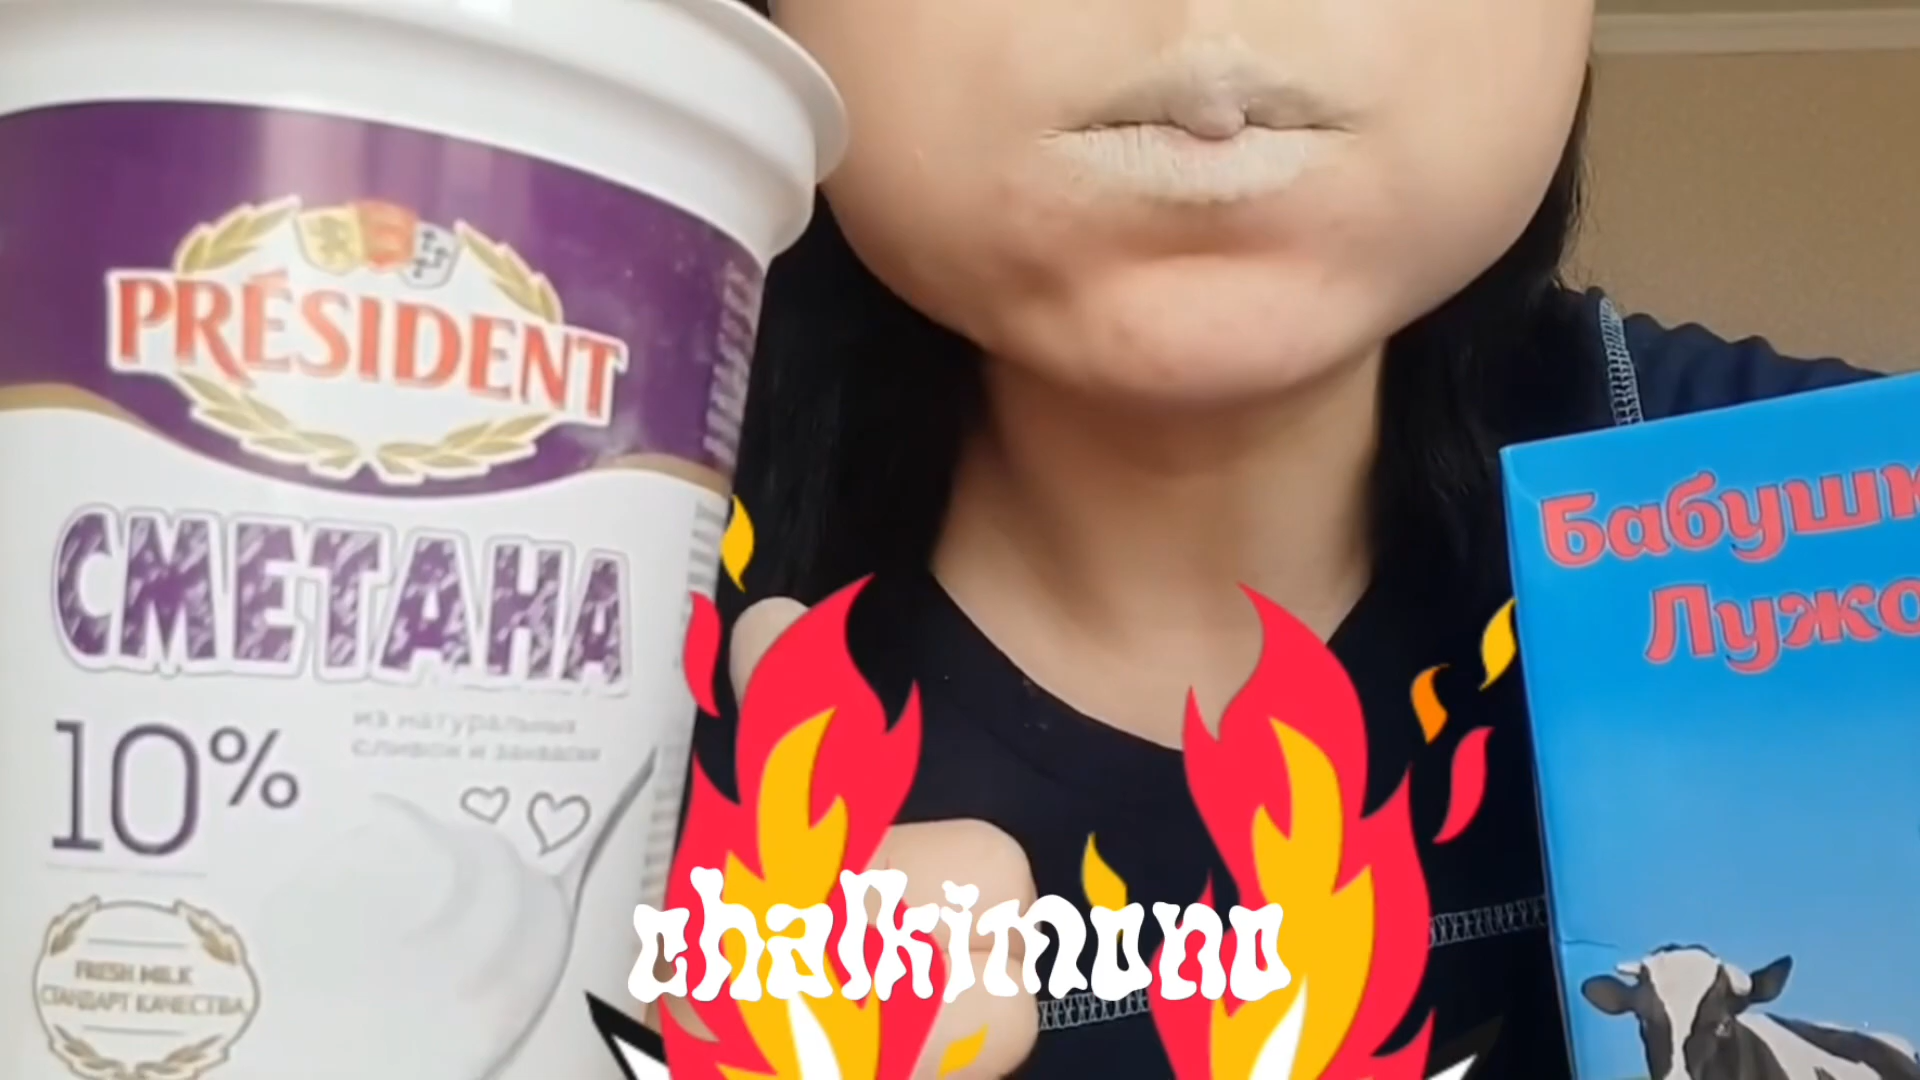 PRÉSIDENT
СМЕТАНА
из натуральных
сливок и закваски
10%
FRESH MILK
СТАНДАРТ КАЧЕСТВА
Бабушк
Лужо
chalkimono